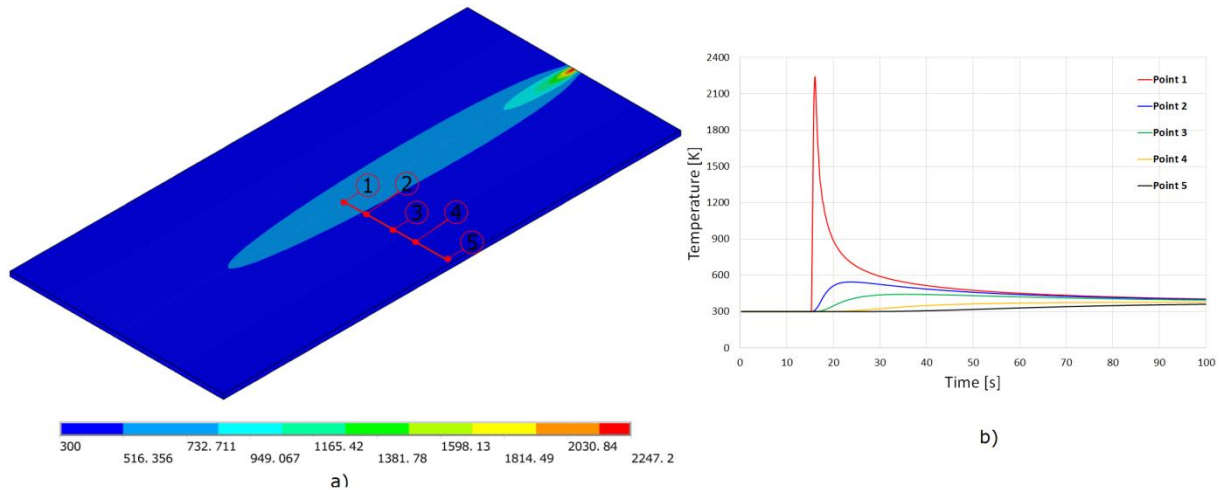 1
2
3
4
5
300
732.711
1165.42
1598.13
2030.84
516.356
949.067
1381.78
1814.49
2247.2
a)
2400
2100
1800
1500
1200
900
600
300
0
Temperature [K]
Point 1
Point 2
Point 3
Point 4
Point 5
0 10 20 30 40 50 60 70 80 90 100
Time [s]
b)